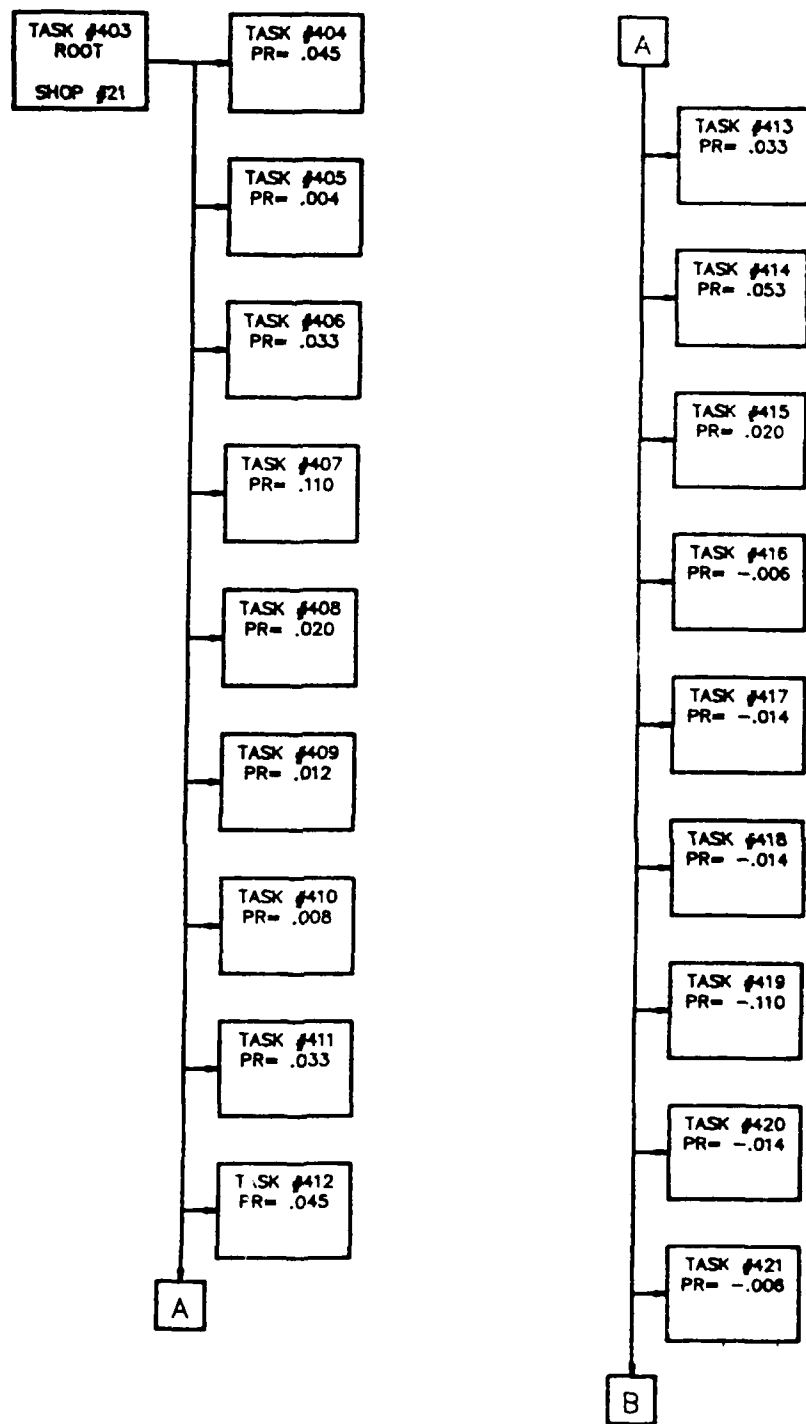 TASK #403
ROOT
SHOP #21
TASK #404
PR= .045
TASK #405
PR= .004
TASK #406
PR= .033
TASK #407
PR= .110
TASK #408
PR= .020
TASK #409
PR= .012
TASK #410
PR= .008
TASK #411
PR= .033
TASK #412
PR= .045
A
A
TASK #413
PR= .033
TASK #414
PR= .053
TASK #415
PR= .020
TASK #416
PR= -.006
TASK #417
PR= -.014
TASK #418
PR= -.014
TASK #419
PR= -.110
TASK #420
PR= -.014
TASK #421
PR= -.006
B